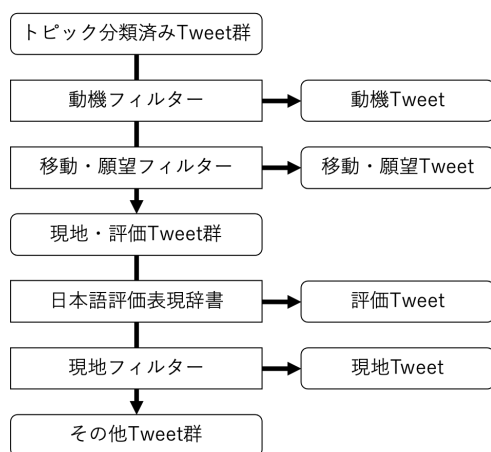 トピック分類済みTweet群
動機フィルター
動機Tweet
移動・願望フィルター
移動・願望Tweet
現地・評価Tweet群
日本語評価表現辞書
評価Tweet
現地フィルター
現地Tweet
その他Tweet群